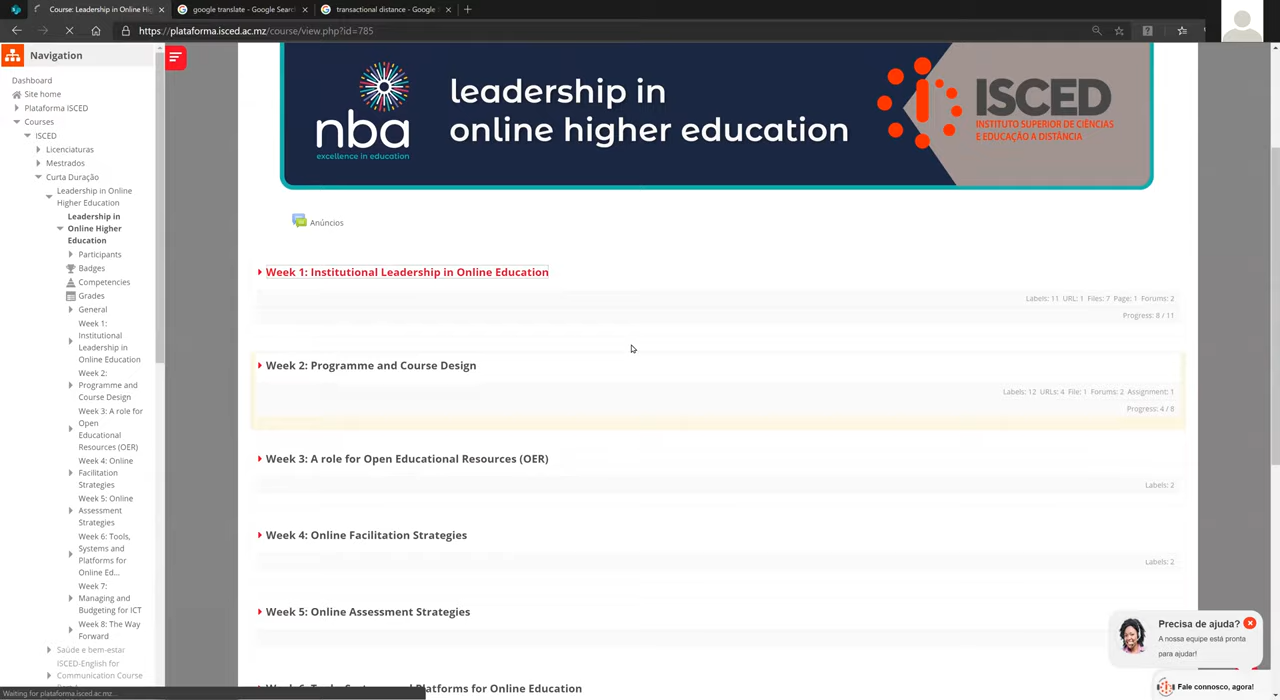 Course: Leadership in Online Hig
google translate - Google Searc
transactional distance - Google S
https://plataforma.isced.ac.mz/course/view.php?id=785
Navigation
Dashboard
Site home
Plataforma ISCED
Courses
ISCED
Licenciaturas
Mestrados
Curta Duração
Leadership in Online
Higher Education
Leadership in
Online Higher
Education
Participants
Badges
Competencies
Grades
General
Week 1:
Institutional
Leadership in
Online Education
Week 2:
Programme and
Course Design
Week 3: A role for
Open
Educational
Resources (OER)
Week 4: Online
Facilitation
Strategies
Week 5: Online
Assessment
Strategies
Week 6: Tools,
Systems and
Platforms for
Online Ed...
Week 7:
Managing and
Budgeting for ICT
Week 8: The Way
Forward
Saúde e bem-estar
ISCED-English for
Communication Course
Waiting for plataforma.isced.ac.mz...
nba
excellence in education
leadership in
online higher education
ISCED
INSTITUTO SUPERIOR DE CIÊNCIAS
E EDUCAÇÃO A DISTÂNCIA
Anúncios
Week 1: Institutional Leadership in Online Education
Labels: 11 URL: 1 Files: 7 Page: 1 Forums: 2
Progress: 8 / 11
Week 2: Programme and Course Design
Labels: 12 URLs: 4 File: 1 Forums: 2 Assignment: 1
Progress: 4 / 8
Week 3: A role for Open Educational Resources (OER)
Labels: 2
Week 4: Online Facilitation Strategies
Labels: 2
Week 5: Online Assessment Strategies
Platforms for Online Education
Precisa de ajuda?
A nossa equipe está pronta
para ajudar!
Fale connosco, agora!